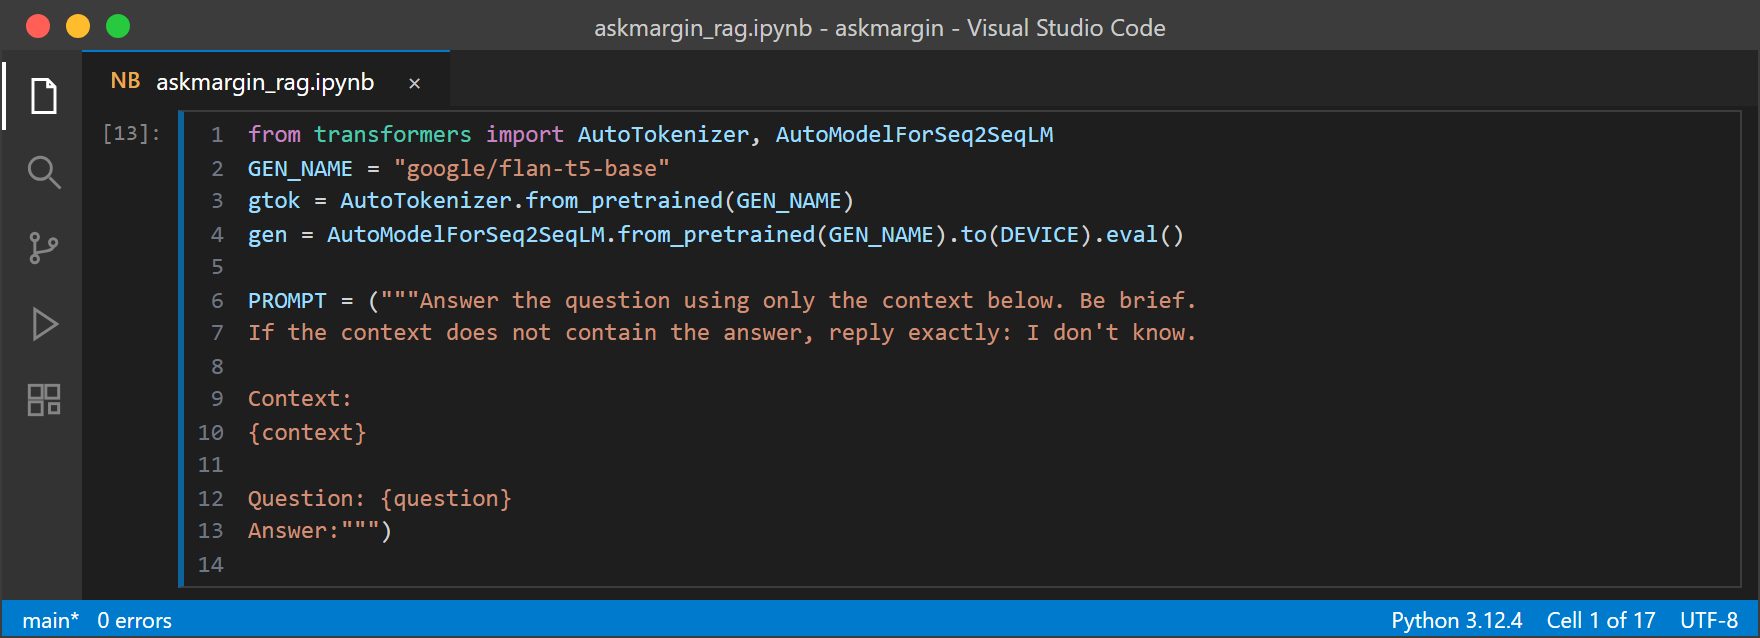 askmargin_rag.ipynb - askmargin - Visual Studio Code
NB askmargin_rag.ipynb ×
[13]:
1 from transformers import AutoTokenizer, AutoModelForSeq2SeqLM
2 GEN_NAME = "google/flan-t5-base"
3 gtok = AutoTokenizer.from_pretrained(GEN_NAME)
4 gen = AutoModelForSeq2SeqLM.from_pretrained(GEN_NAME).to(DEVICE).eval()
5
6 PROMPT = ("""Answer the question using only the context below. Be brief.
7 If the context does not contain the answer, reply exactly: I don't know.
8
9 Context:
10 {context}
11
12 Question: {question}
13 Answer:""")
14
main* 0 errors Python 3.12.4 Cell 1 of 17 UTF-8